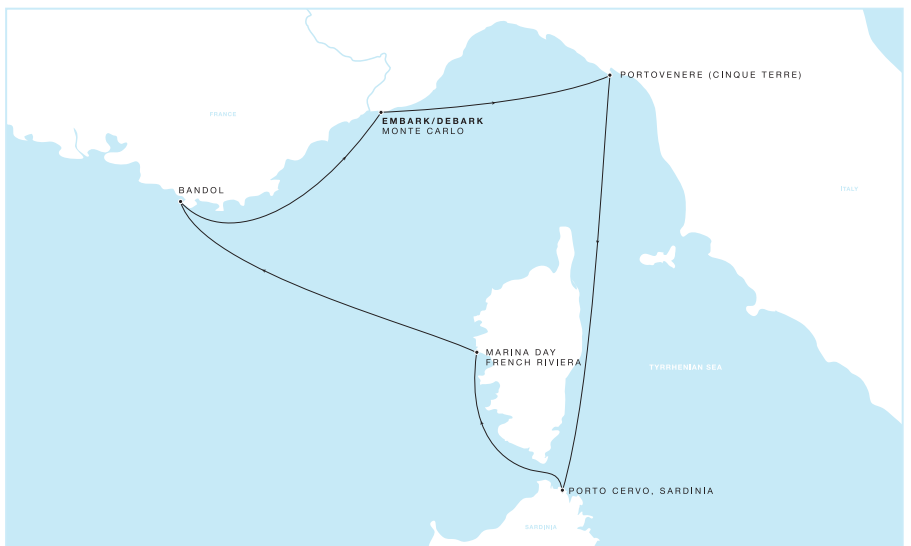 PORTOVENERE (CINQUE TERRE)
FRANCE
EMBARK/DEBARK
MONTE CARLO
BANDOL
ITALY
MARINA DAY
FRENCH RIVIERA
TYRRHENIAN SEA
PORTO CERVO, SARDINIA
SARDINIA